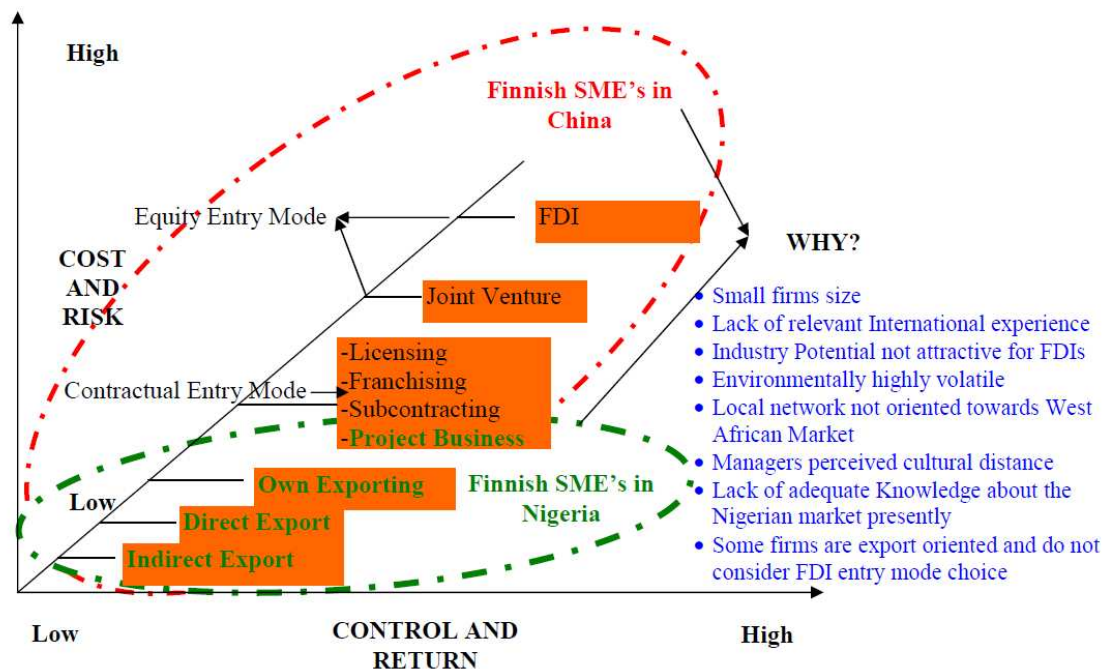 High
Finnish SME's in
China
Equity Entry Mode
FDI
WHY?
COST
AND
RISK
Joint Venture
• Small firms size
• Lack of relevant International experience
• Industry Potential not attractive for FDIs
• Environmentally highly volatile
• Local network not oriented towards West
African Market
• Managers perceived cultural distance
• Lack of adequate Knowledge about the
Nigerian market presently
• Some firms are export oriented and do not
consider FDI entry mode choice
Contractual Entry Mode
-Licensing
-Franchising
-Subcontracting
-Project Business
Own Exporting
Finnish SME's in
Nigeria
Low
Direct Export
Indirect Export
Low
CONTROL AND
RETURN
High